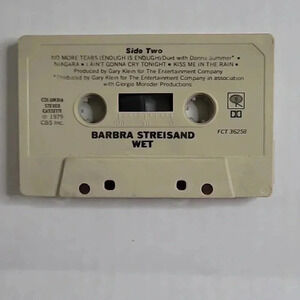 Side Two
NO MORE TEARS (ENOUGH IS ENOUGH) Duet with Donna Summer*
NIAGARA • I AIN'T GONNA CRY TONIGHT • KISS ME IN THE RAIN •
Produced by Gary Klein for The Entertainment Company
*Produced by Gary Klein for The Entertainment Company in association
with Giorgio Moroder Productions
STEREO
CASSETTE
© 1979
CBS Inc.
FCT 36258
BARBRA STREISAND
WET